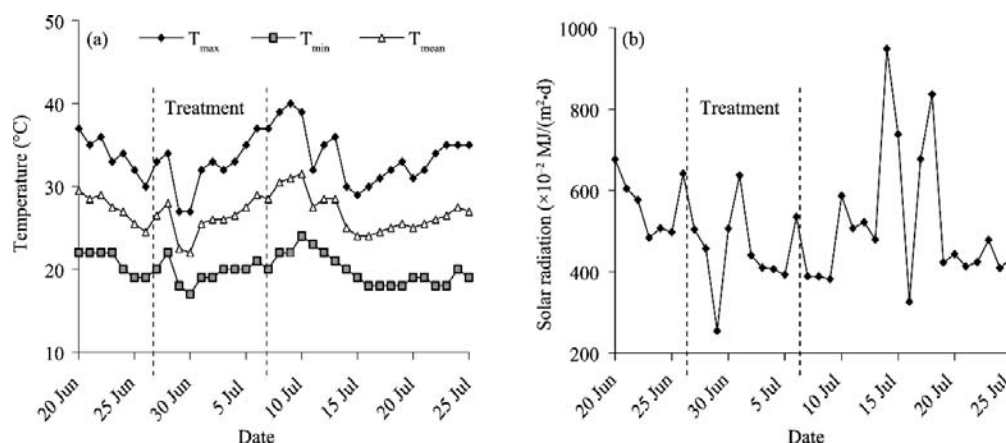 (a)
T_max T_min T_mean
Treatment
Temperature (°C)
50
40
30
20
10
20 Jun
25 Jun
30 Jun
5 Jul
10 Jul
15 Jul
20 Jul
25 Jul
Date
(b)
Treatment
Solar radiation (×10⁻² MJ/(m²•d)
1000
800
600
400
200
20 Jun
25 Jun
30 Jun
5 Jul
10 Jul
15 Jul
20 Jul
25 Jul
Date